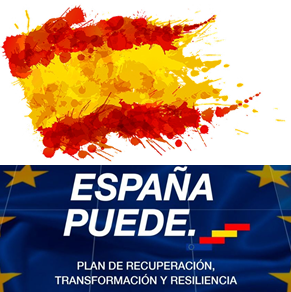 ESPAÑA
PUEDE.
PLAN DE RECUPERACIÓN,
TRANSFORMACIÓN Y RESILIENCIA